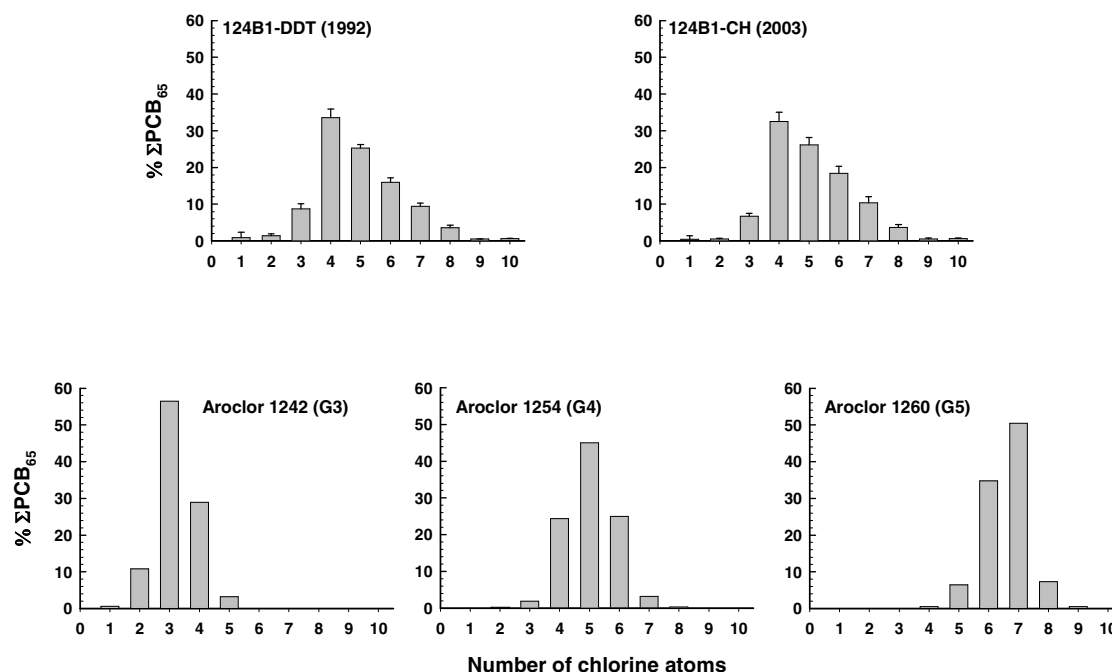 124B1-DDT (1992)
124B1-CH (2003)
% ΣPCB65
60
50
40
30
20
10
0
0 1 2 3 4 5 6 7 8 9 10
60
50
40
30
20
10
0
0 1 2 3 4 5 6 7 8 9 10
Aroclor 1242 (G3)
Aroclor 1254 (G4)
Aroclor 1260 (G5)
% ΣPCB65
60
50
40
30
20
10
0
0 1 2 3 4 5 6 7 8 9 10
60
50
40
30
20
10
0
0 1 2 3 4 5 6 7 8 9 10
60
50
40
30
20
10
0
0 1 2 3 4 5 6 7 8 9 10
Number of chlorine atoms